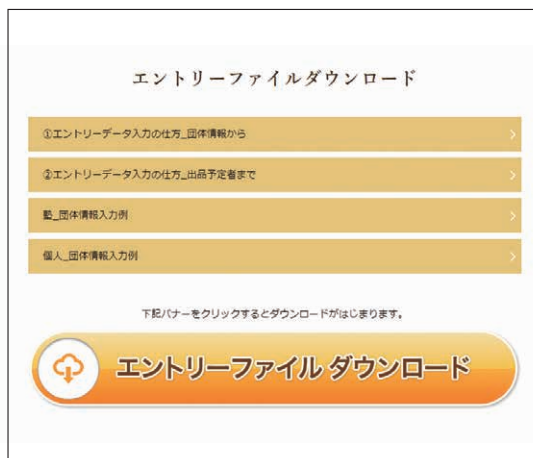 エントリーファイルダウンロード
①エントリーデータ入力の仕方_団体情報から
②エントリーデータ入力の仕方_出品予定者まで
塾_団体情報入力例
個人_団体情報入力例
下記バナーをクリックするとダウンロードがはじまります。
エントリーファイル ダウンロード